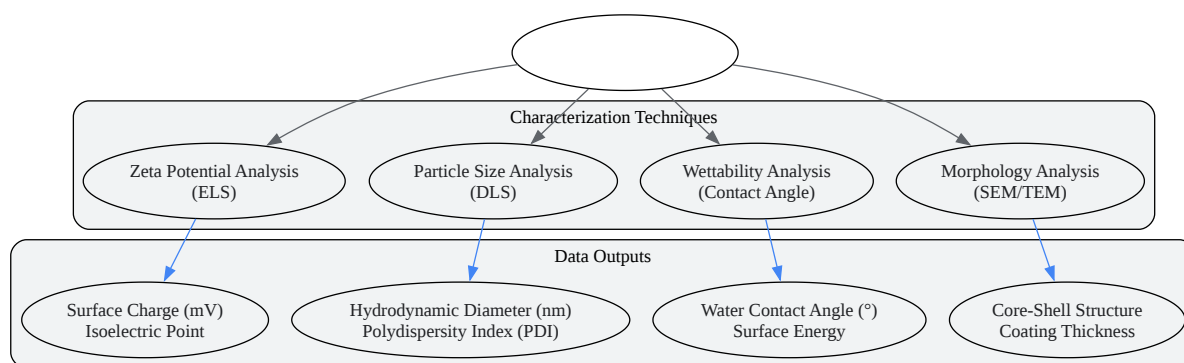 Characterization Techniques
Zeta Potential Analysis
(ELS)
Particle Size Analysis
(DLS)
Wettability Analysis
(Contact Angle)
Morphology Analysis
(SEM/TEM)
Data Outputs
Surface Charge (mV)
Isoelectric Point
Hydrodynamic Diameter (nm)
Polydispersity Index (PDI)
Water Contact Angle (°)
Surface Energy
Core-Shell Structure
Coating Thickness